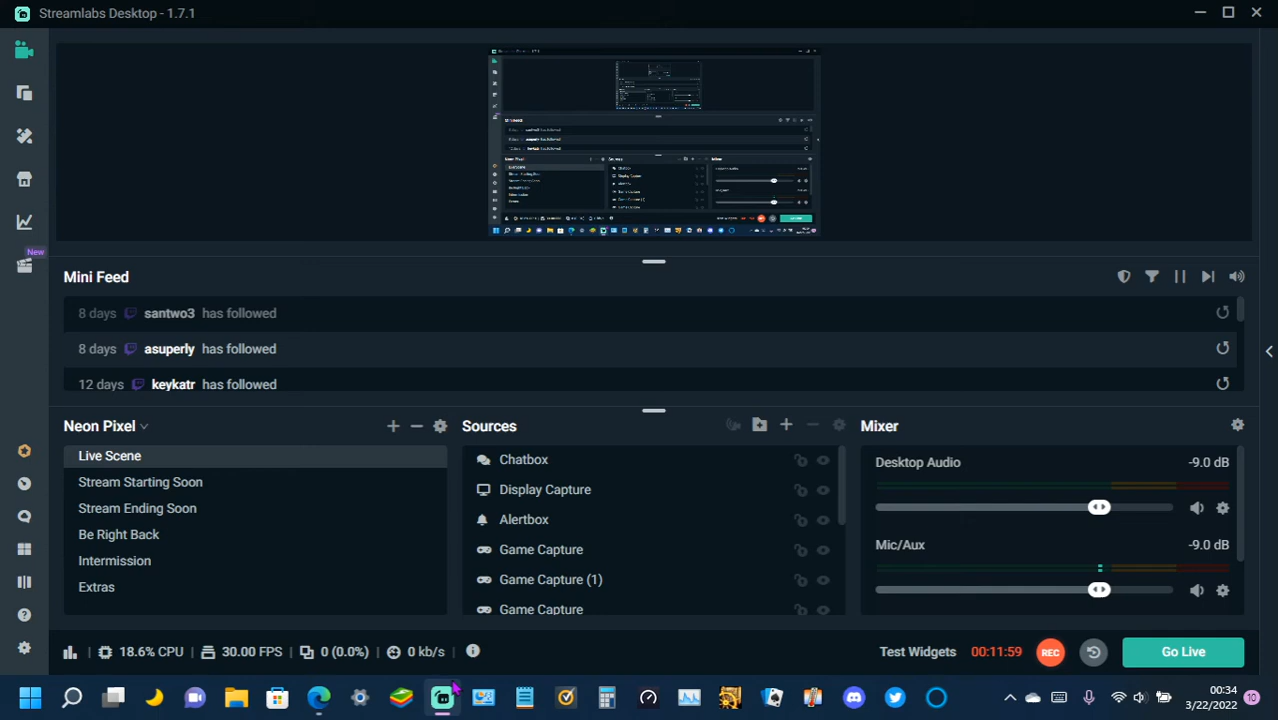 Streamlabs Desktop - 1.7.1
New
Mini Feed
8 days santwo3 has followed
8 days asuperly has followed
12 days keykatr has followed
Neon Pixel
Live Scene
Stream Starting Soon
Stream Ending Soon
Be Right Back
Intermission
Extras
Sources
Chatbox
Display Capture
Alertbox
Game Capture
Game Capture (1)
Game Capture
Mixer
Desktop Audio -9.0 dB
Mic/Aux -9.0 dB
18.6% CPU 30.00 FPS 0 (0.0%) 0 kb/s
Test Widgets 00:11:59 REC Go Live
00:34
3/22/2022
10